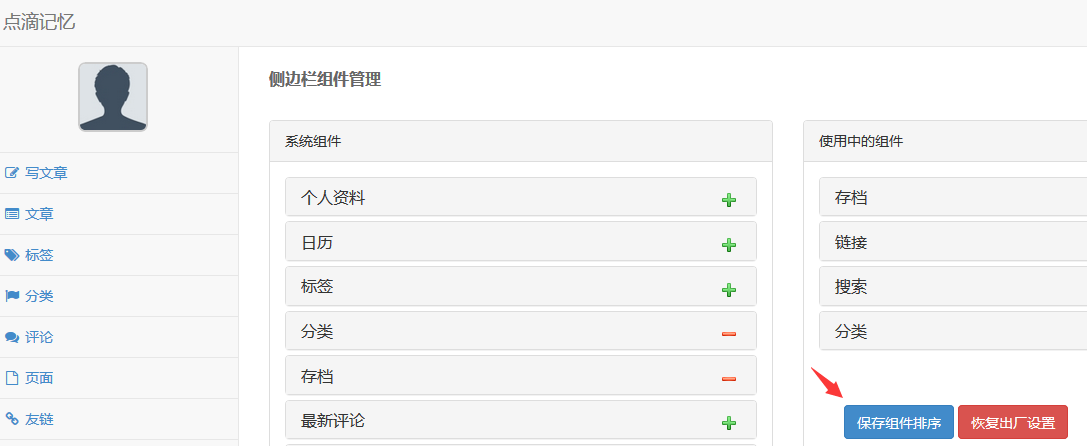 点滴记忆
写文章
文章
标签
分类
评论
页面
友链
侧边栏组件管理
系统组件
个人资料
日历
标签
分类
存档
最新评论
使用中的组件
存档
链接
搜索
分类
保存组件排序
恢复出厂设置